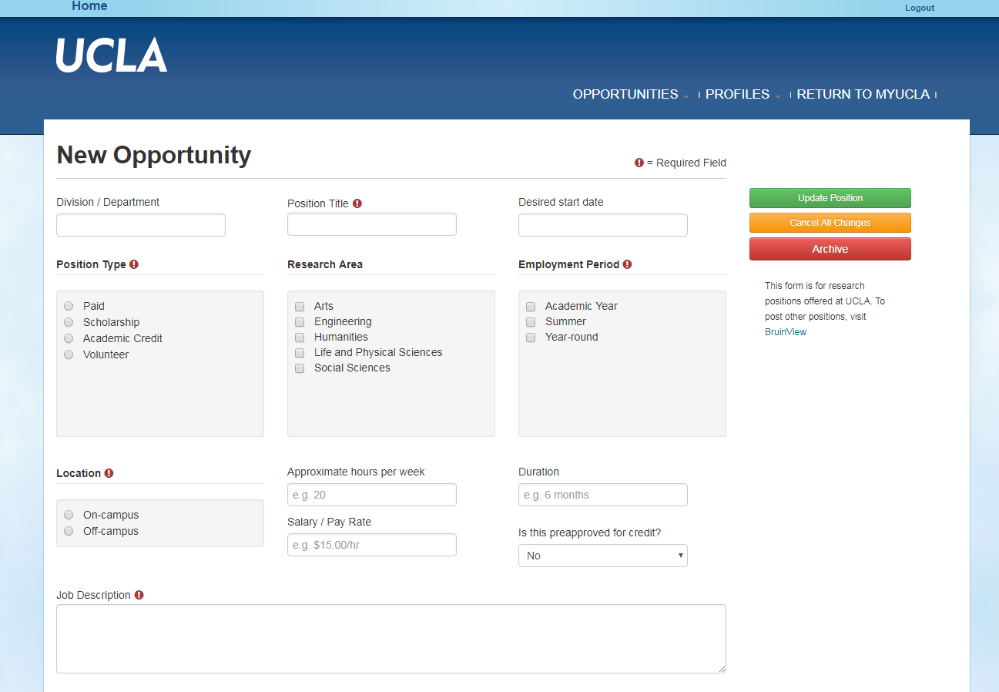 Home
Logout
UCLA
OPPORTUNITIES
PROFILES
RETURN TO MYUCLA
New Opportunity
! = Required Field
Division / Department
Position Title !
Desired start date
Update Position
Cancel All Changes
Archive
This form is for research
positions offered at UCLA. To
post other positions, visit
BruinView
Position Type !
Paid
Scholarship
Academic Credit
Volunteer
Research Area
Arts
Engineering
Humanities
Life and Physical Sciences
Social Sciences
Employment Period !
Academic Year
Summer
Year-round
Location !
On-campus
Off-campus
Approximate hours per week
e.g. 20
Salary / Pay Rate
e.g. $15.00/hr
Duration
e.g. 6 months
Is this preapproved for credit?
No
Job Description !